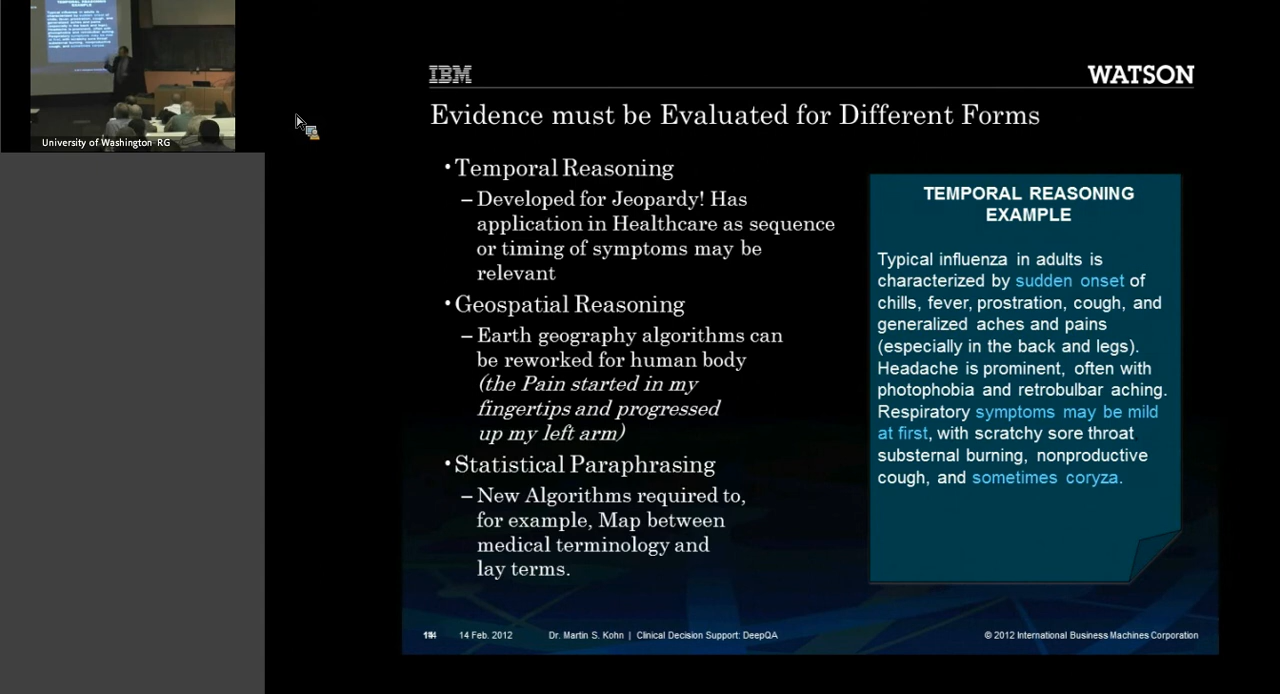 University of Washington RG
IBM
WATSON
Evidence must be Evaluated for Different Forms
• Temporal Reasoning
– Developed for Jeopardy! Has
application in Healthcare as sequence
or timing of symptoms may be
relevant
• Geospatial Reasoning
– Earth geography algorithms can
be reworked for human body
(the Pain started in my
fingertips and progressed
up my left arm)
• Statistical Paraphrasing
– New Algorithms required to,
for example, Map between
medical terminology and
lay terms.
TEMPORAL REASONING
EXAMPLE
Typical influenza in adults is
characterized by sudden onset of
chills, fever, prostration, cough, and
generalized aches and pains
(especially in the back and legs).
Headache is prominent, often with
photophobia and retrobulbar aching.
Respiratory symptoms may be mild
at first, with scratchy sore throat
substernal burning, nonproductive
cough, and sometimes coryza.
14 Feb. 2012
Dr. Martin S. Kohn | Clinical Decision Support: DeepQA
© 2012 International Business Machines Corporation